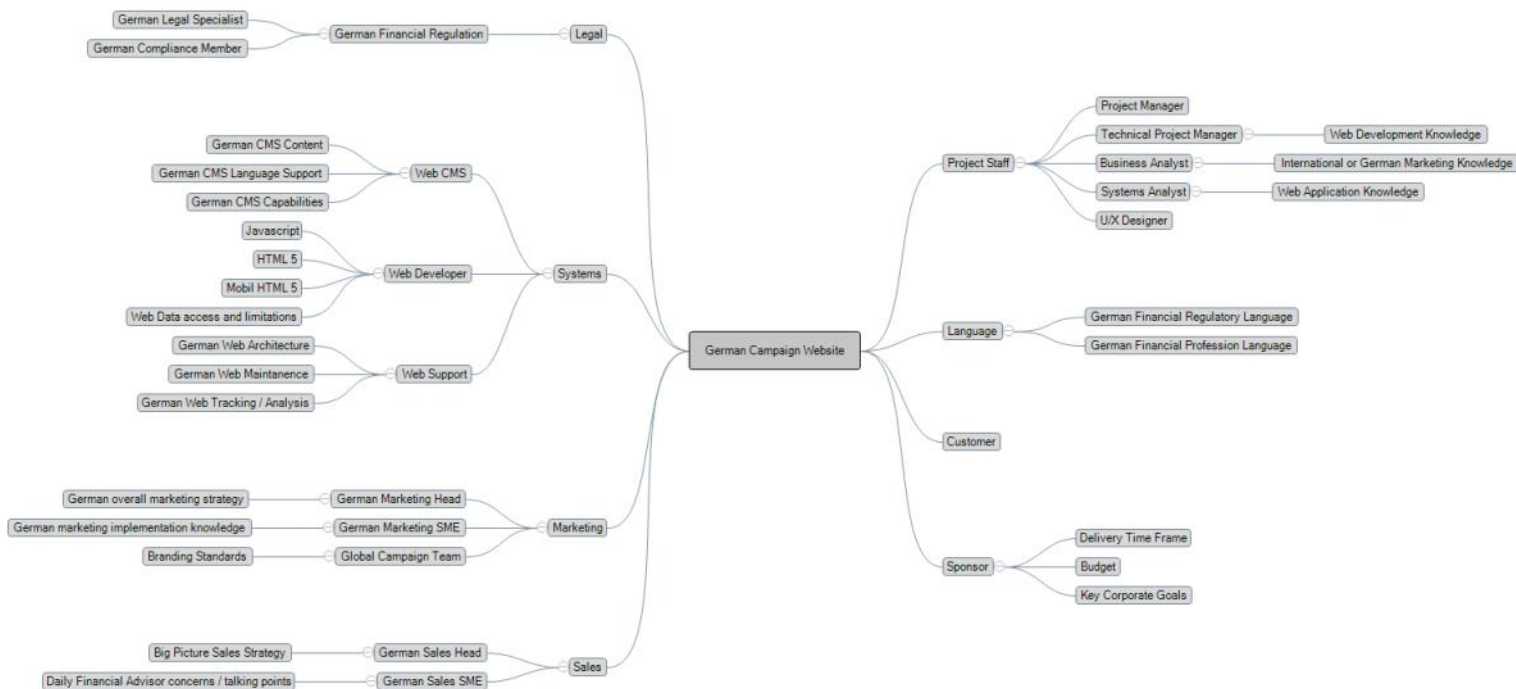 German Campaign Website
Legal
German Financial Regulation
German Legal Specialist
German Compliance Member
Systems
Web CMS
German CMS Content
German CMS Language Support
German CMS Capabilities
Web Developer
Javascript
HTML 5
Mobil HTML 5
Web Data access and limitations
Web Support
German Web Architecture
German Web Maintanence
German Web Tracking / Analysis
Marketing
German Marketing Head
German overall marketing strategy
German Marketing SME
German marketing implementation knowledge
Global Campaign Team
Branding Standards
Sales
German Sales Head
Big Picture Sales Strategy
German Sales SME
Daily Financial Advisor concerns / talking points
Project Staff
Project Manager
Technical Project Manager
Web Development Knowledge
Business Analyst
International or German Marketing Knowledge
Systems Analyst
Web Application Knowledge
U/X Designer
Language
German Financial Regulatory Language
German Financial Profession Language
Customer
Sponsor
Delivery Time Frame
Budget
Key Corporate Goals